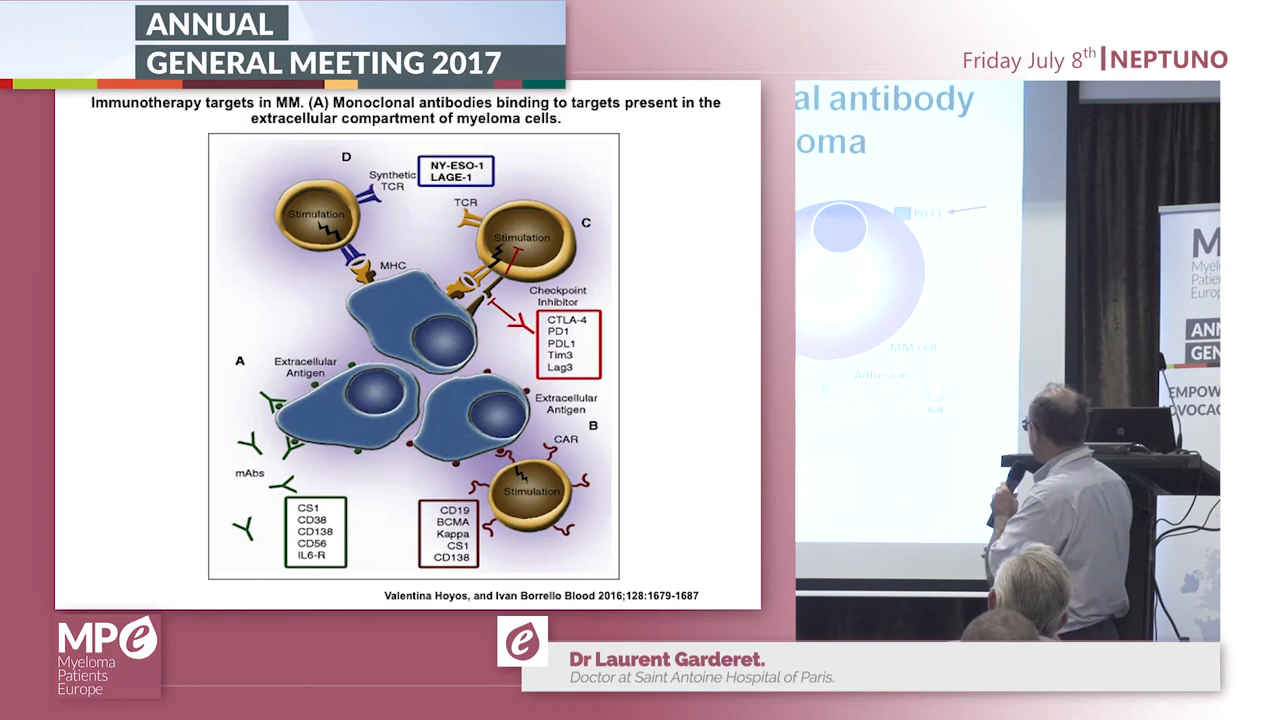 ANNUAL
GENERAL MEETING 2017
Friday July 8th | NEPTUNO
Immunotherapy targets in MM. (A) Monoclonal antibodies binding to targets present in the
extracellular compartment of myeloma cells.
D
Synthetic
TCR
NY-ESO-1
LAGE-1
Stimulation
TCR
C
Stimulation
MHC
Checkpoint
Inhibitor
CTLA-4
PD1
PDL1
Tim3
Lag3
A
Extracellular
Antigen
Extracellular
Antigen
B
CAR
mAbs
Stimulation
CS1
CD38
CD138
CD56
IL6-R
CD19
BCMA
Kappa
CS1
CD138
Valentina Hoyos, and Ivan Borrello Blood 2016;128:1679-1687
al antibody
oma
MM cell
Adhesion
M
Myel
Patie
Euro
ANN
GEN
EMPOW
ADVOCAC
MPe
Myeloma
Patients
Europe
e
Dr Laurent Garderet.
Doctor at Saint Antoine Hospital of Paris.